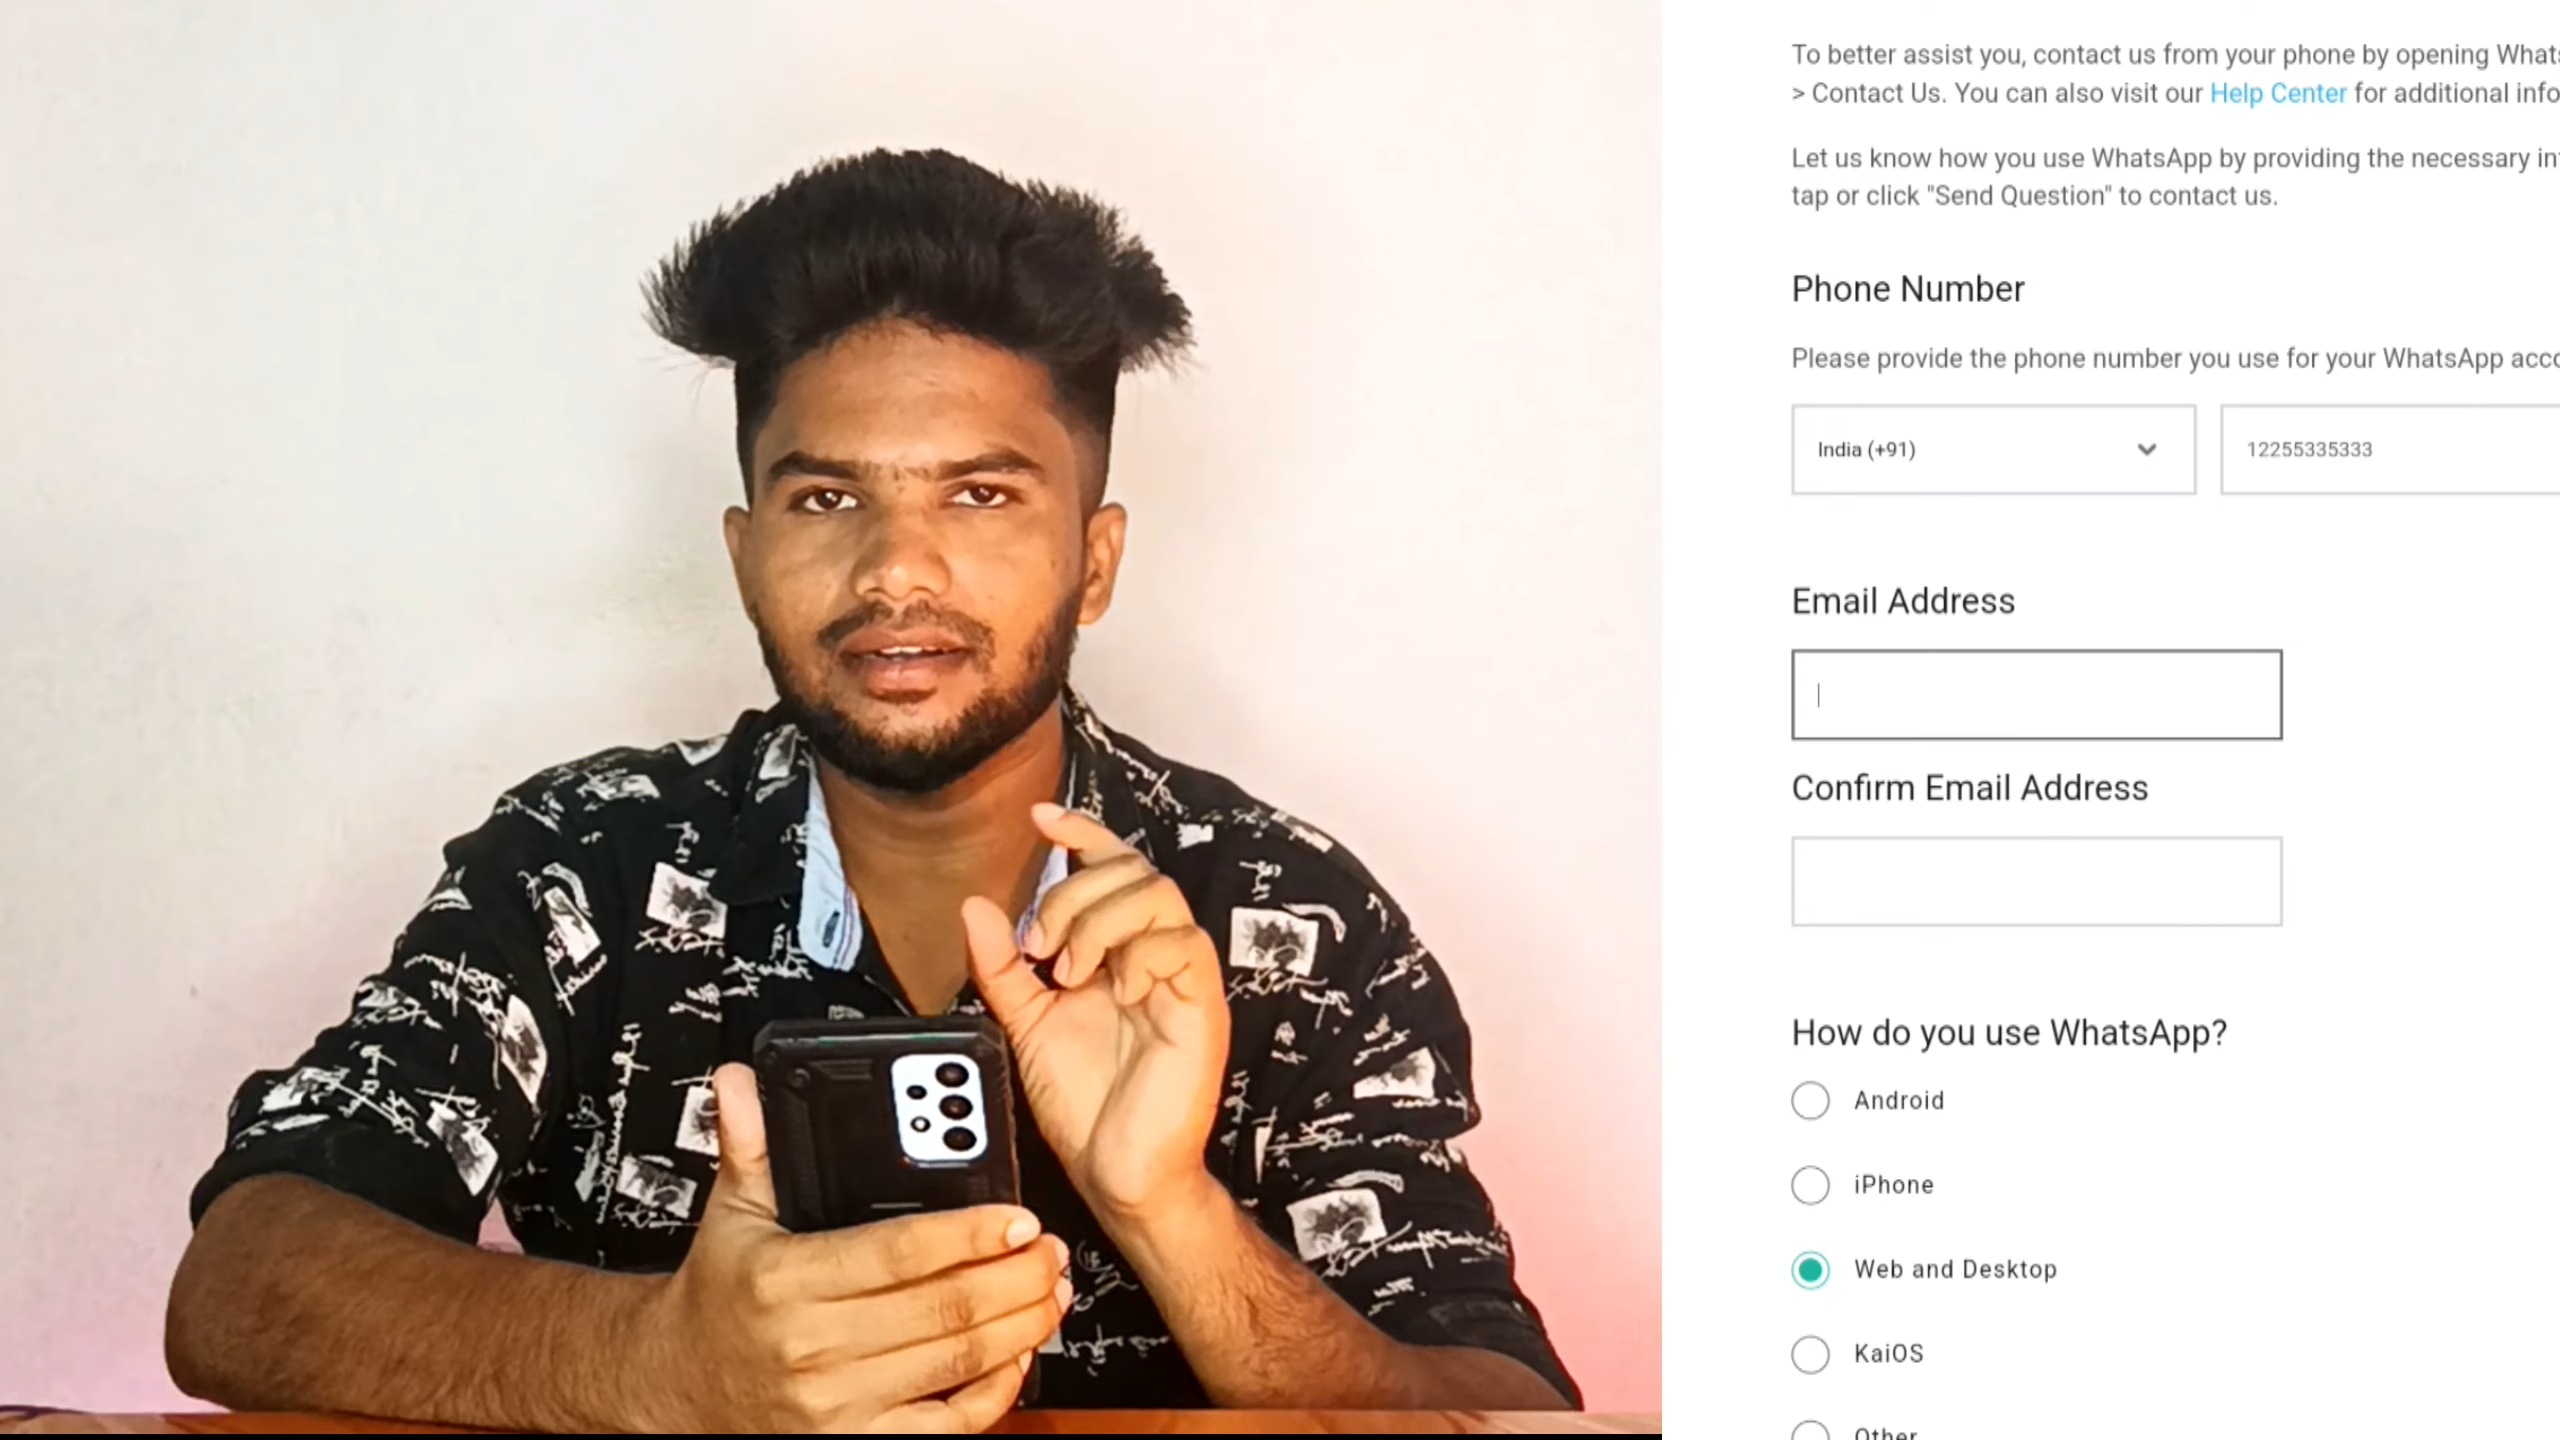 To better assist you, contact us from your phone by opening What
> Contact Us. You can also visit our Help Center for additional info
Let us know how you use WhatsApp by providing the necessary in
tap or click "Send Question" to contact us.
Phone Number
Please provide the phone number you use for your WhatsApp acco
India (+91)
12255335333
Email Address
Confirm Email Address
How do you use WhatsApp?
Android
iPhone
Web and Desktop
KaiOS
Other